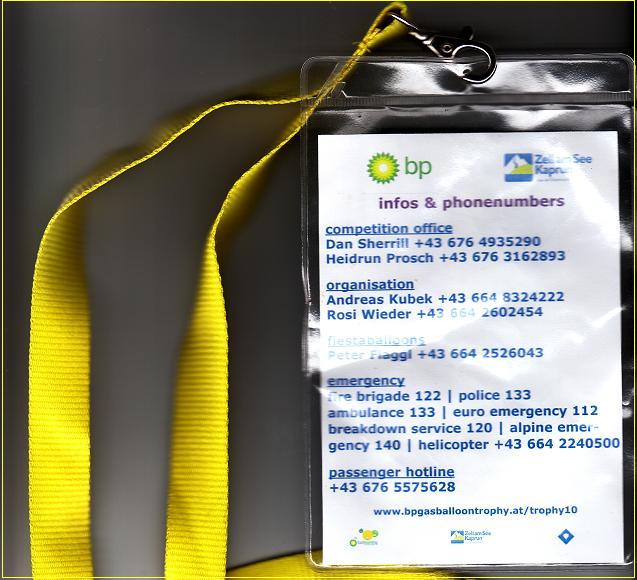 bp
Zell am See
Kaprun
infos & phonenumbers
competition office
Dan Sherrill +43 676 4935290
Heidrun Prosch +43 676 3162893
organisation
Andreas Kubek +43 664 8324222
Rosi Wieder +43 664 2602454
fiestaballoons
Peter Flaggl +43 664 2526043
emergency
fire brigade 122 | police 133
ambulance 133 | euro emergency 112
breakdown service 120 | alpine emer-
gency 140 | helicopter +43 664 2240500
passenger hotline
+43 676 5575628
www.bpgasballoontrophy.at/trophy10
Zell am See
Kaprun